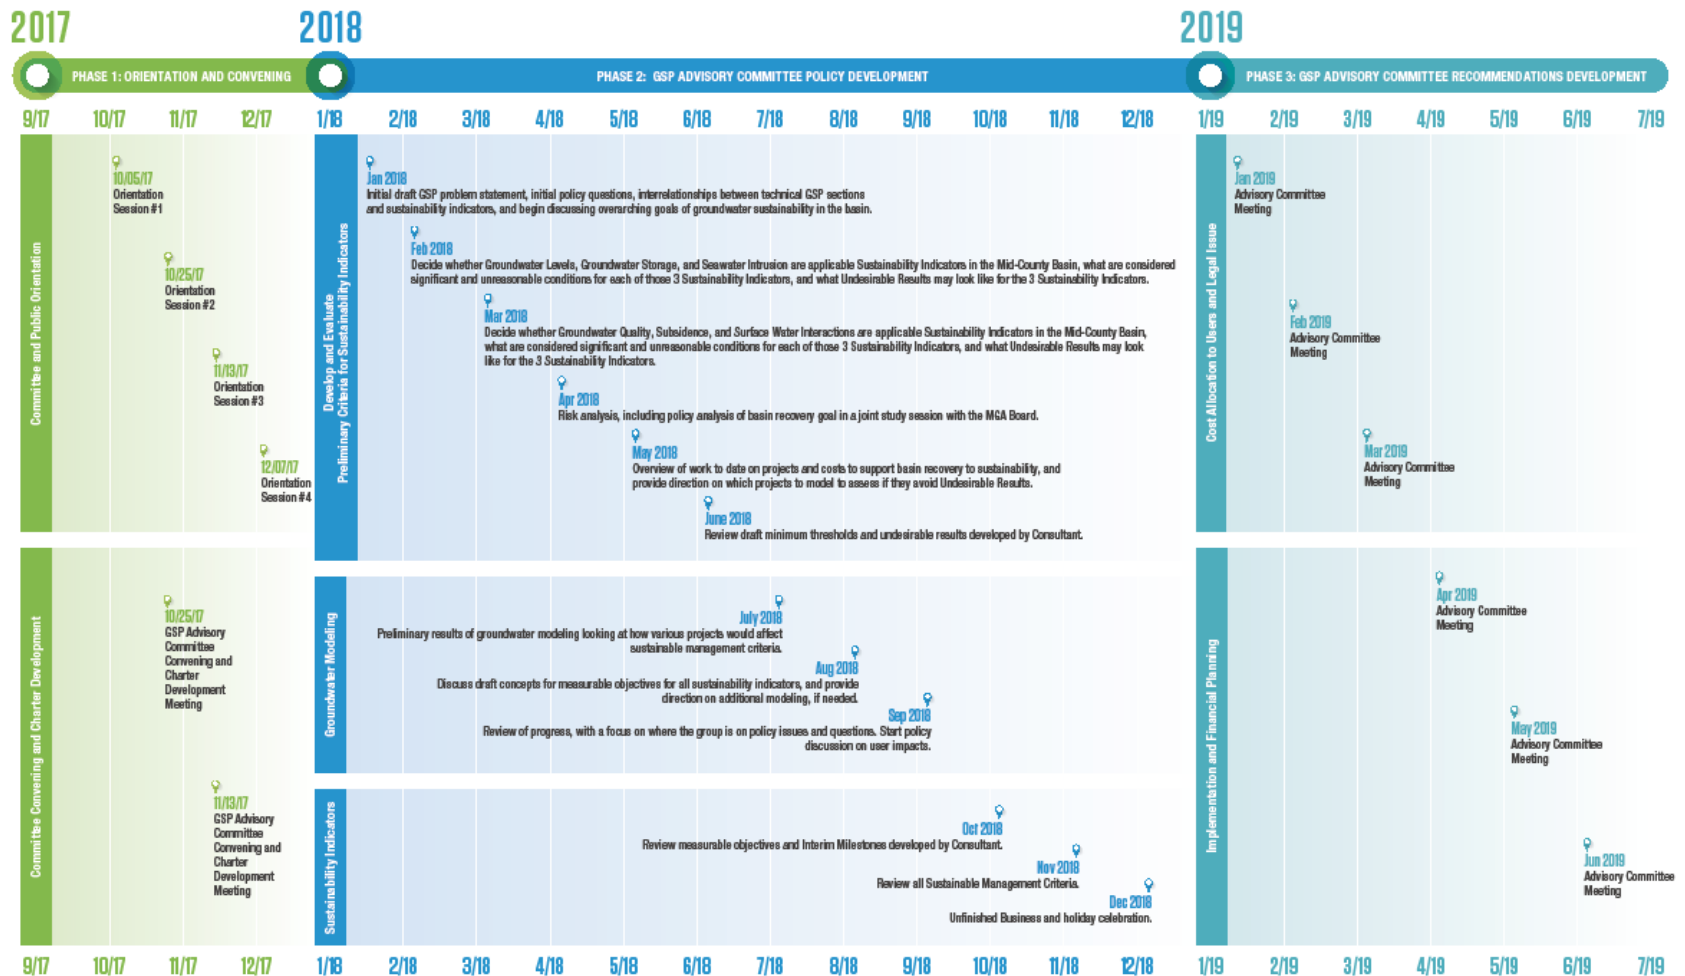 2017
2018
2019
PHASE 1: ORIENTATION AND CONVENING
PHASE 2: GSP ADVISORY COMMITTEE POLICY DEVELOPMENT
PHASE 3: GSP ADVISORY COMMITTEE RECOMMENDATIONS DEVELOPMENT
9/17 10/17 11/17 12/17 1/18 2/18 3/18 4/18 5/18 6/18 7/18 8/18 9/18 10/18 11/18 12/18 1/19 2/19 3/19 4/19 5/19 6/19 7/19
Committee and Public Orientation
10/05/17
Orientation
Session #1
10/25/17
Orientation
Session #2
11/13/17
Orientation
Session #3
12/07/17
Orientation
Session #4
Committee Convening and Charter Development
10/25/17
GSP Advisory
Committee
Convening and
Charter
Development
Meeting
11/13/17
GSP Advisory
Committee
Convening and
Charter
Development
Meeting
Develop and Evaluate
Preliminary Criteria for Sustainability Indicators
Jan 2018
Initial draft GSP problem statement, initial policy questions, interrelationships between technical GSP sections
and sustainability indicators, and begin discussing overarching goals of groundwater sustainability in the basin.
Feb 2018
Decide whether Groundwater Levels, Groundwater Storage, and Seawater Intrusion are applicable Sustainability Indicators in the Mid-County Basin, what are considered
significant and unreasonable conditions for each of those 3 Sustainability Indicators, and what Undesirable Results may look like for the 3 Sustainability Indicators.
Mar 2018
Decide whether Groundwater Quality, Subsidence, and Surface Water Interactions are applicable Sustainability Indicators in the Mid-County Basin,
what are considered significant and unreasonable conditions for each of those 3 Sustainability Indicators, and what Undesirable Results may look
like for the 3 Sustainability Indicators.
Apr 2018
Risk analysis, including policy analysis of basin recovery goal in a joint study session with the MGA Board.
May 2018
Overview of work to date on projects and costs to support basin recovery to sustainability, and
provide direction on which projects to model to assess if they avoid Undesirable Results.
June 2018
Review draft minimum thresholds and undesirable results developed by Consultant.
Groundwater Modeling
July 2018
Preliminary results of groundwater modeling looking at how various projects would affect
sustainable management criteria.
Aug 2018
Discuss draft concepts for measurable objectives for all sustainability indicators, and provide
direction on additional modeling, if needed.
Sep 2018
Review of progress, with a focus on where the group is on policy issues and questions. Start policy
discussion on user impacts.
Sustainability Indicators
Oct 2018
Review measurable objectives and Interim Milestones developed by Consultant.
Nov 2018
Review all Sustainable Management Criteria.
Dec 2018
Unfinished Business and holiday celebration.
Cost Allocation to Users and Legal Issue
Jan 2019
Advisory Committee
Meeting
Feb 2019
Advisory Committee
Meeting
Mar 2019
Advisory Committee
Meeting
Implementation and Financial Planning
Apr 2019
Advisory Committee
Meeting
May 2019
Advisory Committee
Meeting
Jun 2019
Advisory Committee
Meeting
9/17 10/17 11/17 12/17 1/18 2/18 3/18 4/18 5/18 6/18 7/18 8/18 9/18 10/18 11/18 12/18 1/19 2/19 3/19 4/19 5/19 6/19 7/19